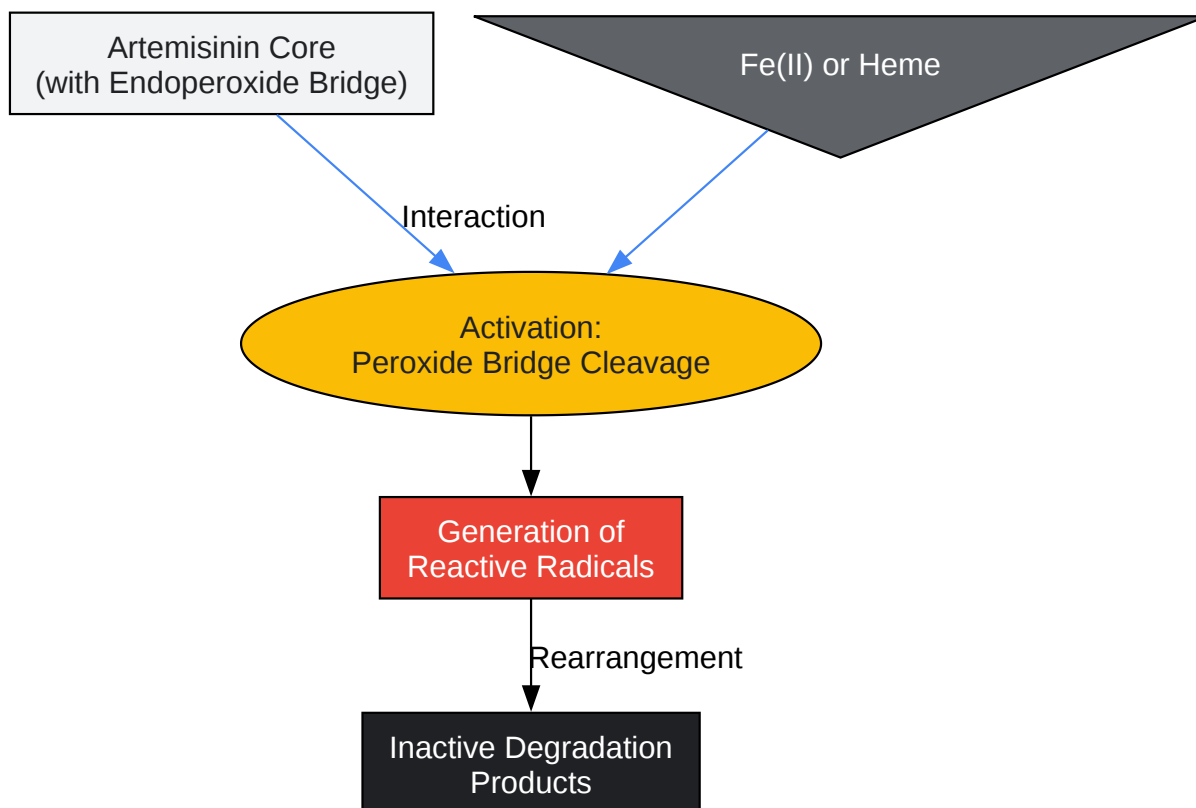 Artemisinin Core
(with Endoperoxide Bridge)
Fe(II) or Heme
Interaction
Activation:
Peroxide Bridge Cleavage
Generation of
Reactive Radicals
Rearrangement
Inactive Degradation
Products